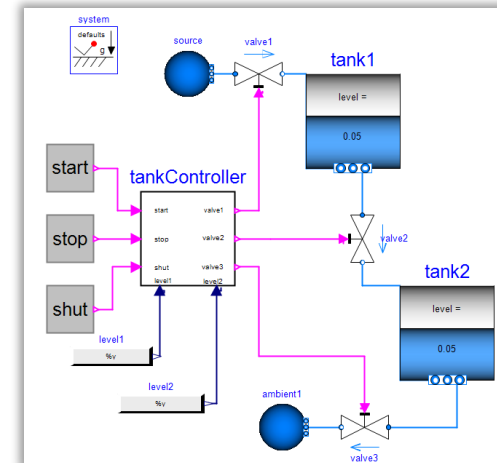 system
defaults
g
source
valve1
tank1
level =
0.05
start
tankController
start
valve1
stop
stop
valve2
valve2
shut
shut
valve3
level1
level2
tank2
level =
0.05
level1
%v
level2
%v
ambient1
valve3